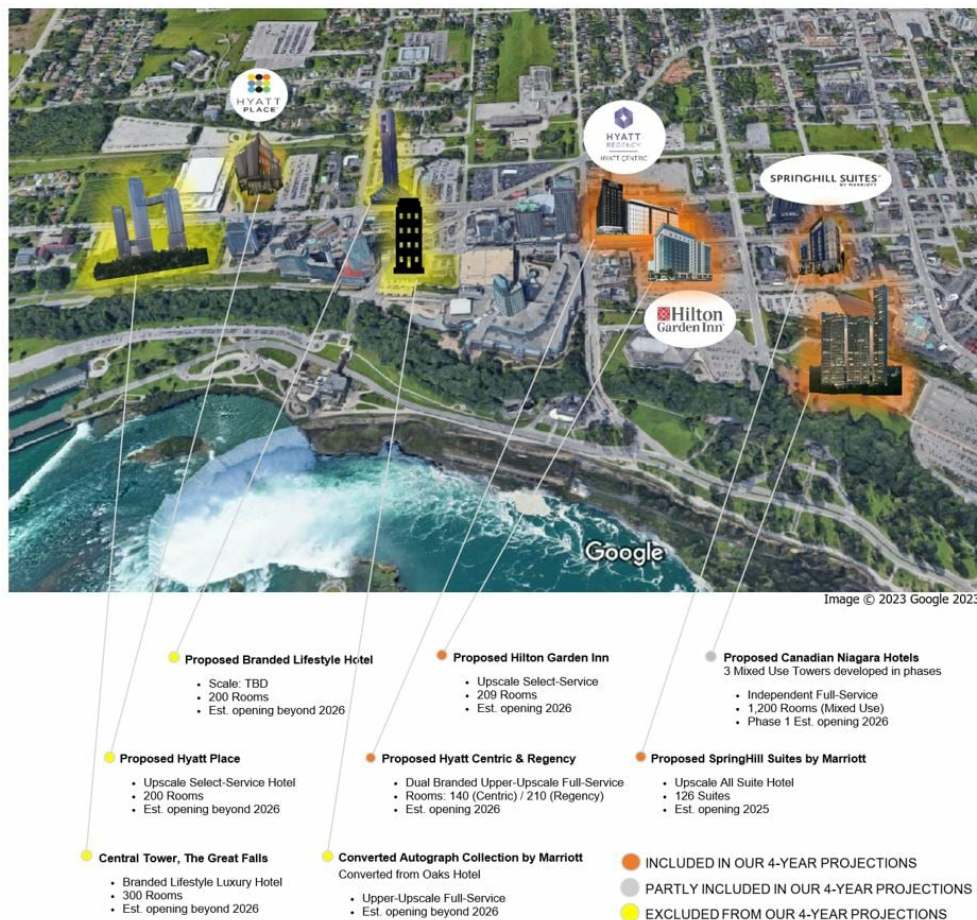 HYATT
PLACE
HYATT
REGENCY
HYATT CENTRIC
SPRINGHILL SUITES
BY MARRIOTT
Hilton
Garden Inn
Google
Image © 2023 Google 2023
Proposed Branded Lifestyle Hotel
• Scale: TBD
• 200 Rooms
• Est. opening beyond 2026
Proposed Hilton Garden Inn
• Upscale Select-Service
• 209 Rooms
• Est. opening 2026
Proposed Canadian Niagara Hotels
3 Mixed Use Towers developed in phases
• Independent Full-Service
• 1,200 Rooms (Mixed Use)
• Phase 1 Est. opening 2026
Proposed Hyatt Place
• Upscale Select-Service Hotel
• 200 Rooms
• Est. opening beyond 2026
Proposed Hyatt Centric & Regency
• Dual Branded Upper-Upscale Full-Service
• Rooms: 140 (Centric) / 210 (Regency)
• Est. opening 2026
Proposed SpringHill Suites by Marriott
• Upscale All Suite Hotel
• 126 Suites
• Est. opening 2025
Central Tower, The Great Falls
• Branded Lifestyle Luxury Hotel
• 300 Rooms
• Est. opening beyond 2026
Converted Autograph Collection by Marriott
Converted from Oaks Hotel
• Upper-Upscale Full-Service
• Est. opening beyond 2026
INCLUDED IN OUR 4-YEAR PROJECTIONS
PARTLY INCLUDED IN OUR 4-YEAR PROJECTIONS
EXCLUDED FROM OUR 4-YEAR PROJECTIONS